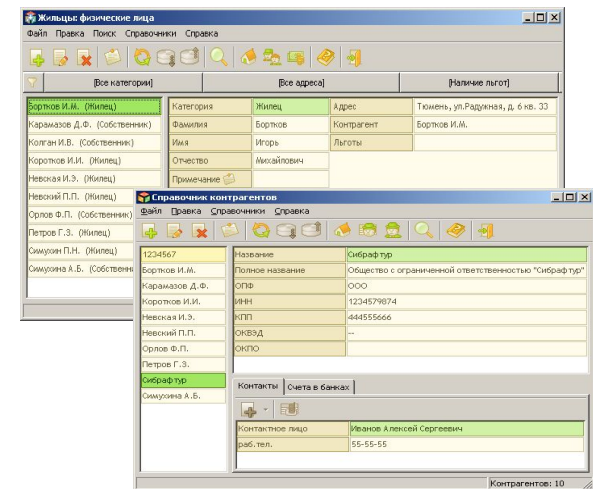 Жильцы: физические лица
Файл Правка Поиск Справочники Справка
[Все категории] [Все адреса] [Наличие льгот]
Бортков И.М. (Жилец)
Карамазов Д.Ф. (Собственник)
Колган И.В. (Собственник)
Коротков И.И. (Жилец)
Невская И.Э. (Жилец)
Невский П.П. (Жилец)
Орлов Ф.П. (Собственник)
Петров Г.З. (Жилец)
Симухин П.Н. (Жилец)
Симухина А.Б. (Собственни
Категория Жилец Адрес Тюмень, ул.Радужная, д. 6 кв. 33
Фамилия Бортков Контрагент Бортков И.М.
Имя Игорь Льготы
Отчество Михайлович
Примечание
Справочник контрагентов
Файл Правка Справочники Справка
1234567
Бортков И.М.
Карамазов Д.Ф.
Коротков И.И.
Невская И.Э.
Невский П.П.
Орлов Ф.П.
Петров Г.З.
Сибрафтур
Симухина А.Б.
Название Сибрафтур
Полное название Общество с ограниченной ответственностью "Сибрафтур"
ОПФ ООО
ИНН 1234579874
КПП 444555666
ОКВЭД --
ОКПО
Контакты Счета в банках
Контактное лицо Иванов Алексей Сергеевич
раб.тел. 55-55-55
Контрагентов: 10